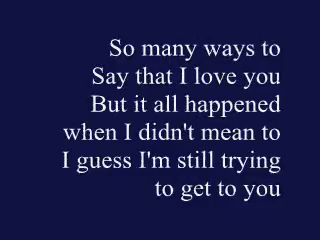 So many ways to
Say that I love you
But it all happened
when I didn't mean to
I guess I'm still trying
to get to you